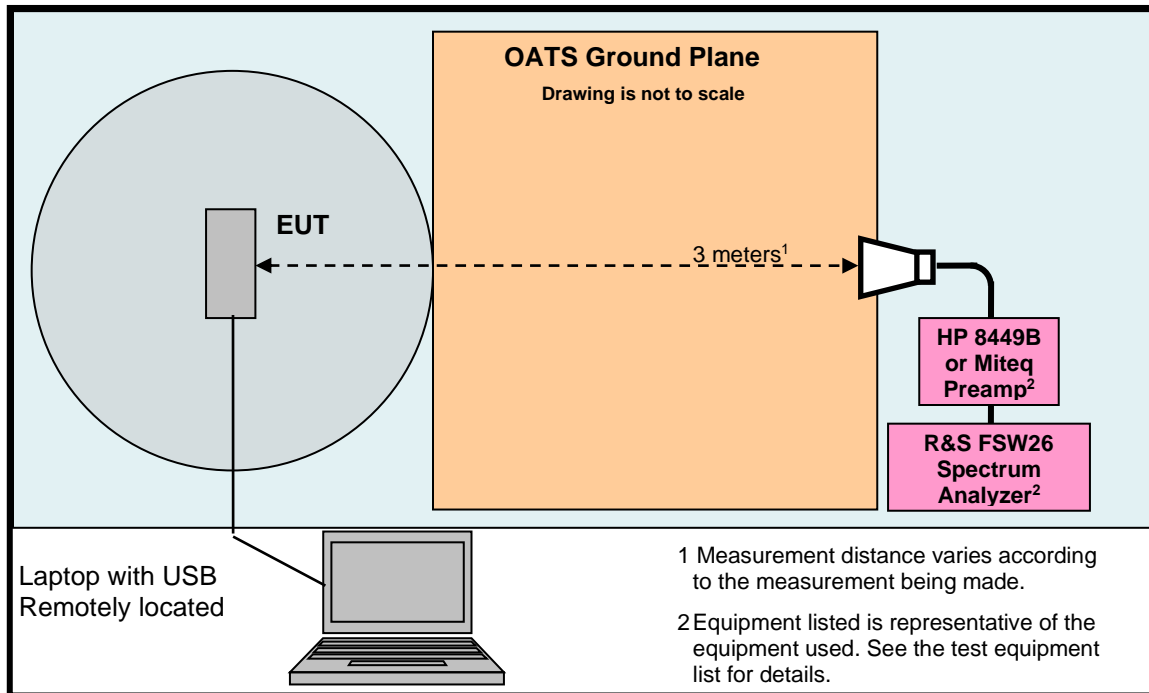 OATS Ground Plane
Drawing is not to scale
EUT
3 meters¹
HP 8449B
or Miteq
Preamp²
R&S FSW26
Spectrum
Analyzer²
Laptop with USB
Remotely located
1 Measurement distance varies according
to the measurement being made.
2 Equipment listed is representative of the
equipment used. See the test equipment
list for details.